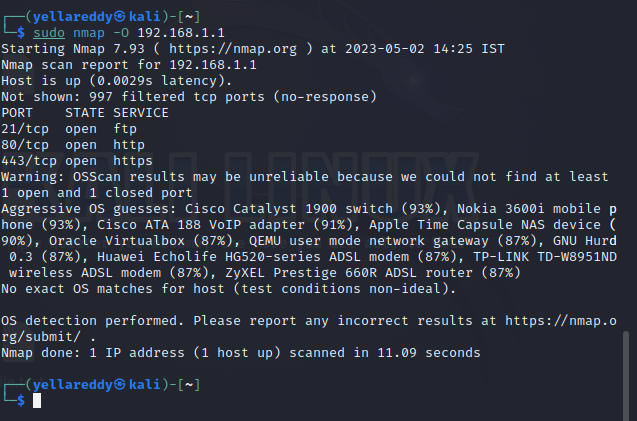 ┌──(yellareddy㉿kali)-[~]
└─$ sudo nmap -O 192.168.1.1
Starting Nmap 7.93 ( https://nmap.org ) at 2023-05-02 14:25 IST
Nmap scan report for 192.168.1.1
Host is up (0.0029s latency).
Not shown: 997 filtered tcp ports (no-response)
PORT    STATE SERVICE
21/tcp  open  ftp
80/tcp  open  http
443/tcp open  https
Warning: OSScan results may be unreliable because we could not find at least
1 open and 1 closed port
Aggressive OS guesses: Cisco Catalyst 1900 switch (93%), Nokia 3600i mobile p
hone (93%), Cisco ATA 188 VoIP adapter (91%), Apple Time Capsule NAS device (
90%), Oracle Virtualbox (87%), QEMU user mode network gateway (87%), GNU Hurd
 0.3 (87%), Huawei Echolife HG520-series ADSL modem (87%), TP-LINK TD-W8951ND
 wireless ADSL modem (87%), ZyXEL Prestige 660R ADSL router (87%)
No exact OS matches for host (test conditions non-ideal).

OS detection performed. Please report any incorrect results at https://nmap.o
rg/submit/ .
Nmap done: 1 IP address (1 host up) scanned in 11.09 seconds

┌──(yellareddy㉿kali)-[~]
└─$